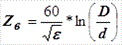 Z₆ = 60/√ε * ln(D/d)